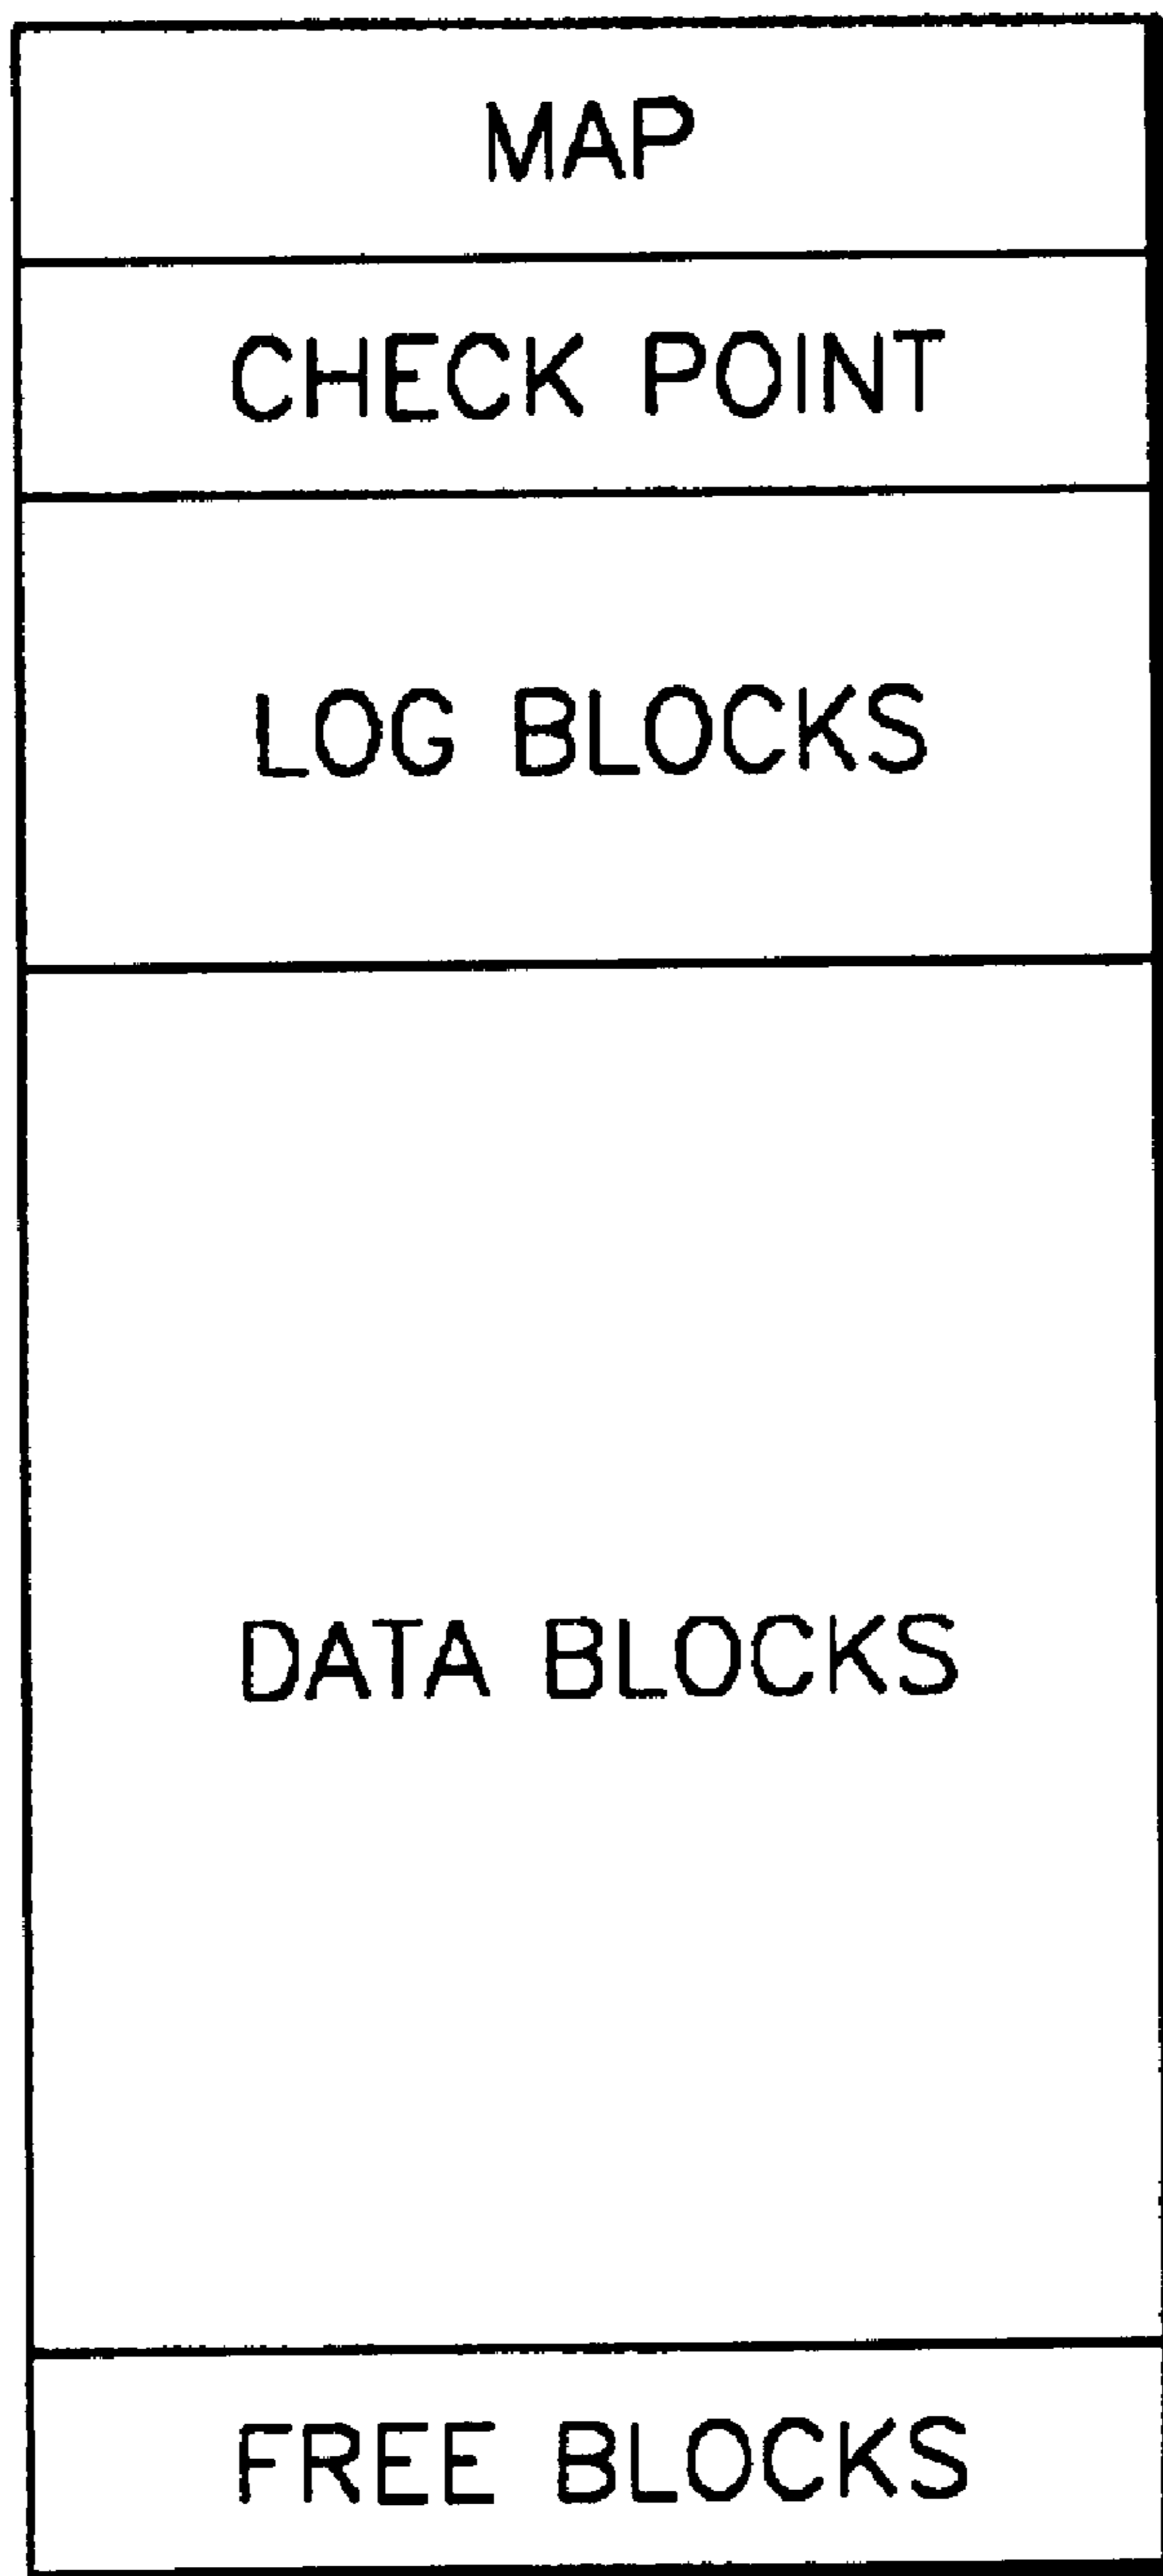 MAP
CHECK POINT
LOG BLOCKS
DATA BLOCKS
FREE BLOCKS